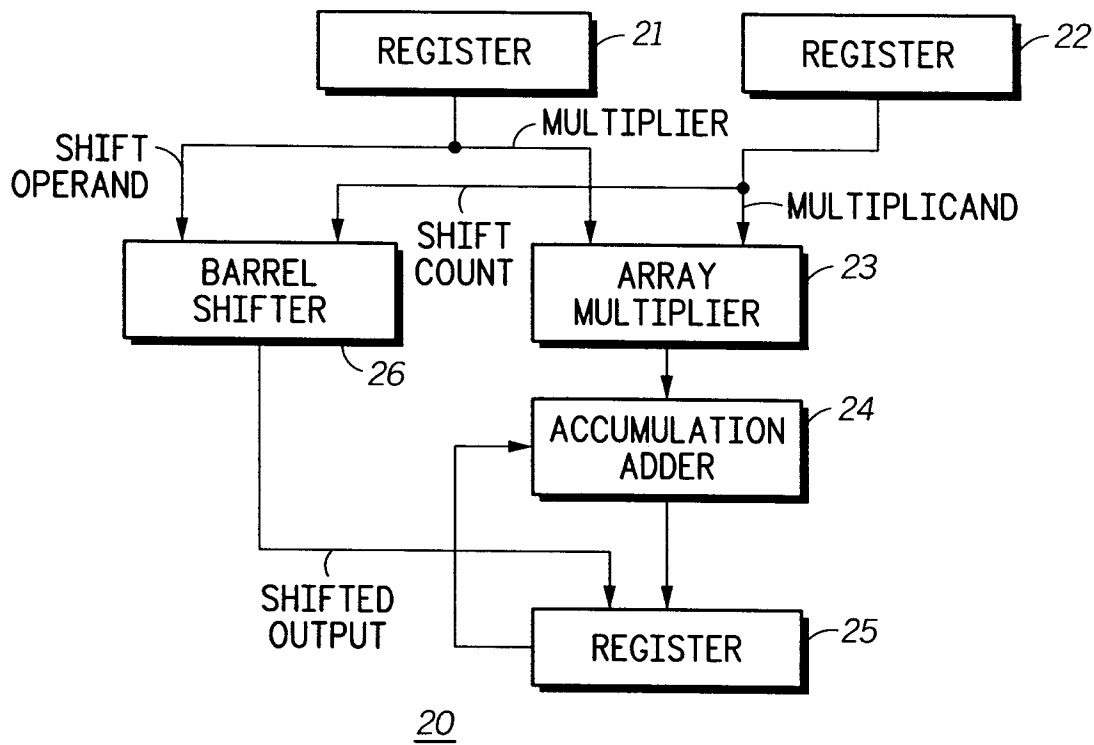 REGISTER
21
REGISTER
22
MULTIPLIER
SHIFT
OPERAND
MULTIPLICAND
SHIFT
COUNT
BARREL
SHIFTER
26
ARRAY
MULTIPLIER
23
ACCUMULATION
ADDER
24
SHIFTED
OUTPUT
REGISTER
25
20